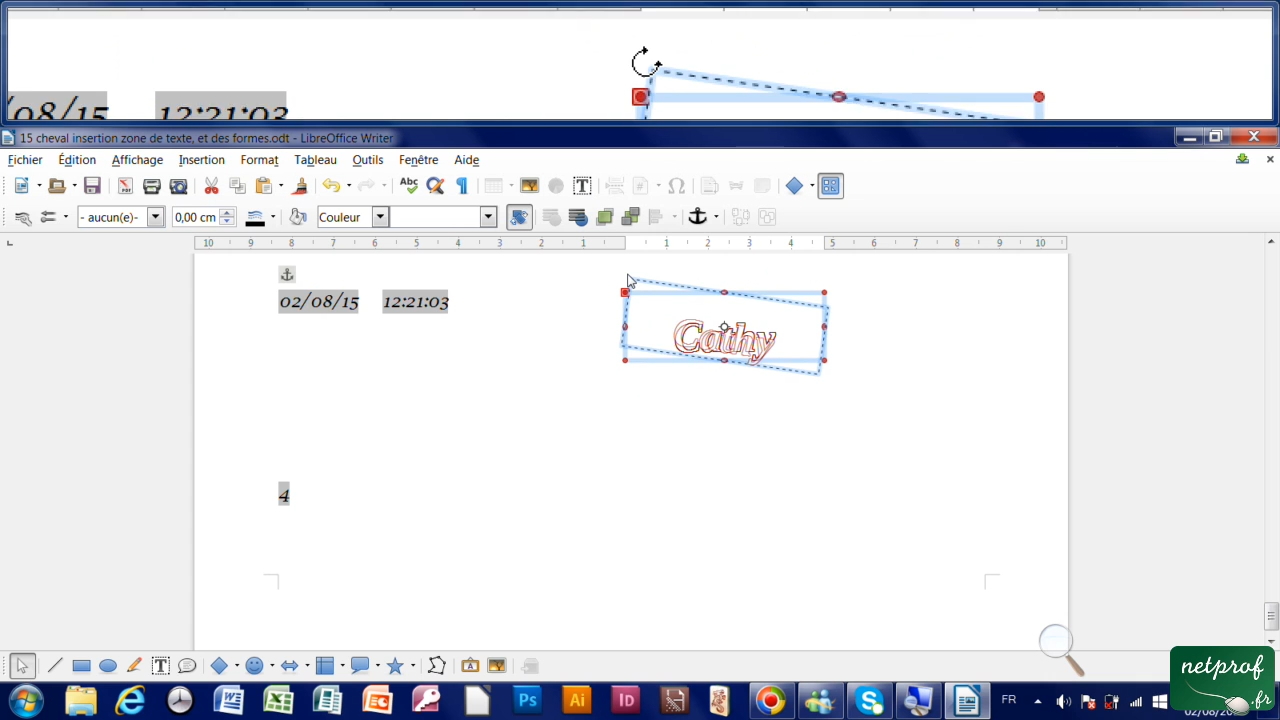 /08/15 12:21:03
15 cheval insertion zone de texte, et des formes.odt - LibreOffice Writer
Fichier Édition Affichage Insertion Format Tableau Outils Fenêtre Aide
- aucun(e)- 0,00 cm Couleur
10 9 8 7 6 5 4 3 2 1 1 2 3 4 5 6 7 8 9 10
02/08/15 12:21:03
Cathy
4
Ps Ai Id FR
netprof
.fr